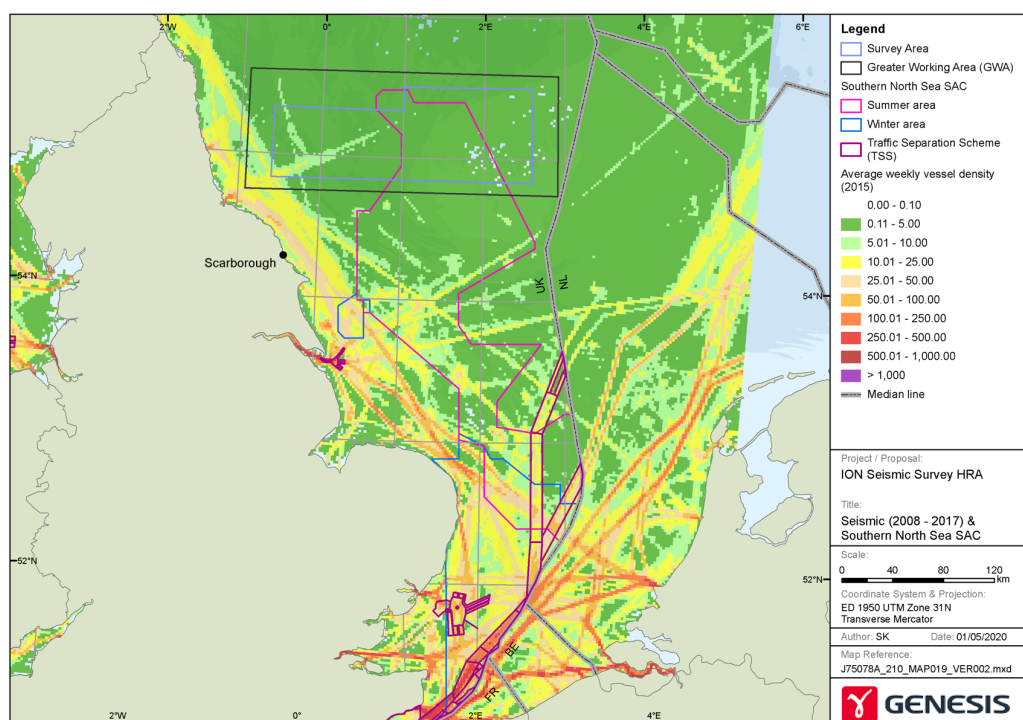 2°W
0°
2°E
4°E
6°E
Scarborough
54°N
54°N
UK
NL
52°N
52°N
BE
FR
2°W
0°
2°E
4°E
Legend
Survey Area
Greater Working Area (GWA)
Southern North Sea SAC
Summer area
Winter area
Traffic Separation Scheme
(TSS)
Average weekly vessel density
(2015)
0.00 - 0.10
0.11 - 5.00
5.01 - 10.00
10.01 - 25.00
25.01 - 50.00
50.01 - 100.00
100.01 - 250.00
250.01 - 500.00
500.01 - 1,000.00
> 1,000
Median line
Project / Proposal:
ION Seismic Survey HRA
Title:
Seismic (2008 - 2017) &
Southern North Sea SAC
Scale:
0 40 80 120
km
Coordinate System & Projection:
ED 1950 UTM Zone 31N
Transverse Mercator
Author: SK Date: 01/05/2020
Map Reference:
J75078A_210_MAP019_VER002.mxd
GENESIS